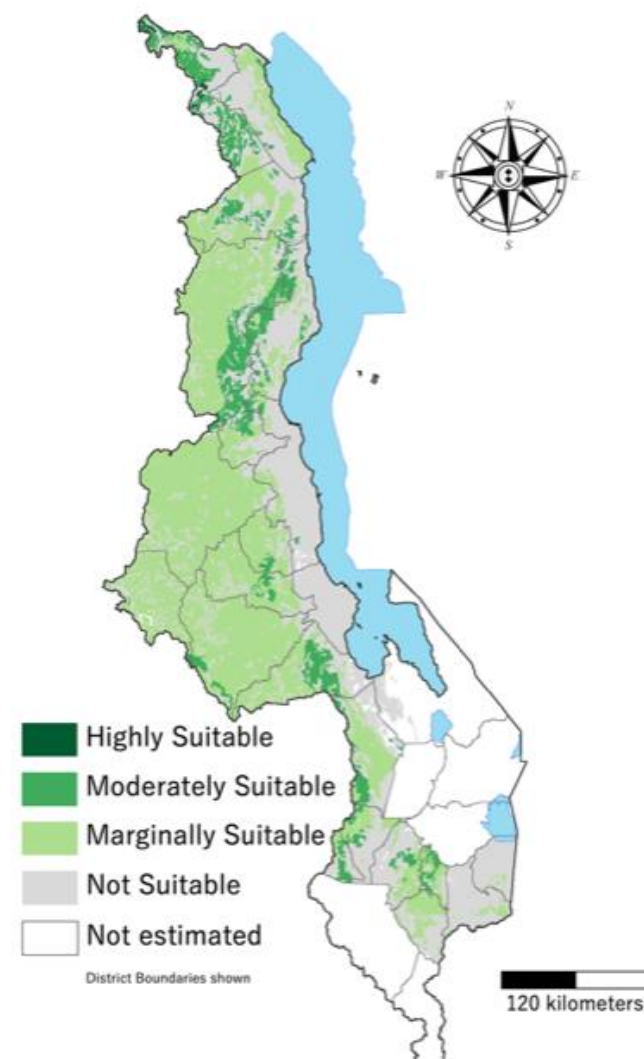 N
W
E
S
Highly Suitable
Moderately Suitable
Marginally Suitable
Not Suitable
Not estimated
District Boundaries shown
120 kilometers